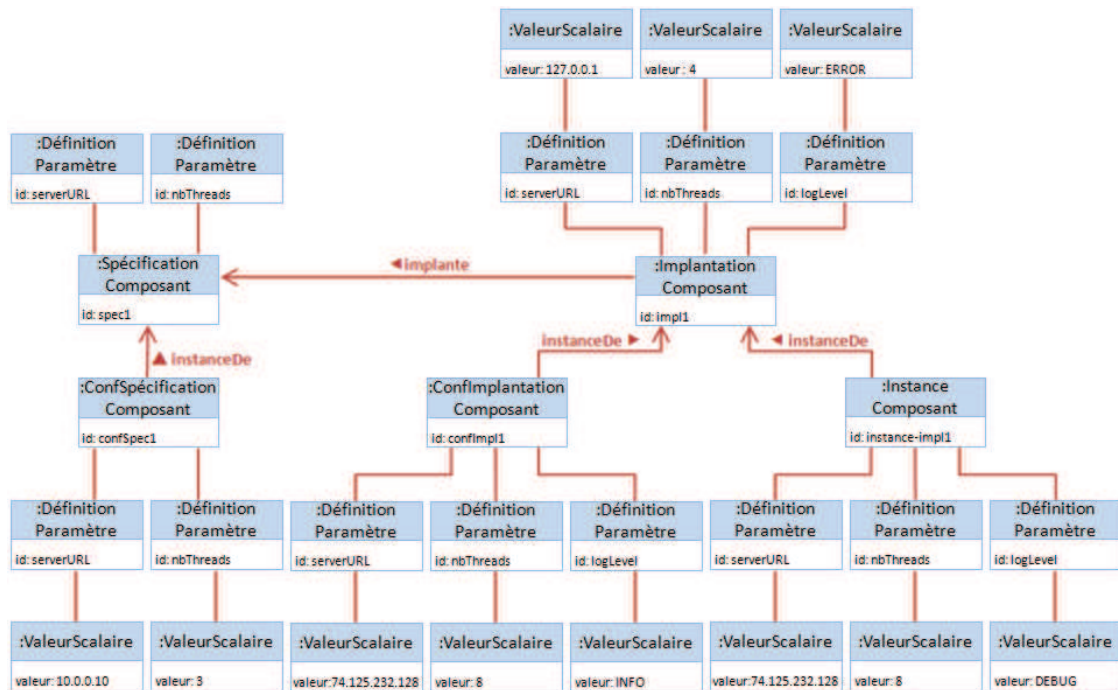 :ValeurScalaire
valeur: 127.0.0.1
:ValeurScalaire
valeur : 4
:ValeurScalaire
valeur: ERROR
:Définition
Paramètre
id: serverURL
:Définition
Paramètre
id: nbThreads
:Définition
Paramètre
id: serverURL
:Définition
Paramètre
id: nbThreads
:Définition
Paramètre
id: logLevel
:Spécification
Composant
id: spec1
◄implante
:Implantation
Composant
id: impl1
▲ instanceDe
instanceDe ►
◄ instanceDe
:ConfSpécification
Composant
id: confSpec1
:ConfImplantation
Composant
id: confImpl1
:Instance
Composant
id: instance-impl1
:Définition
Paramètre
id: serverURL
:Définition
Paramètre
id: nbThreads
:Définition
Paramètre
id: serverURL
:Définition
Paramètre
id: nbThreads
:Définition
Paramètre
id: logLevel
:Définition
Paramètre
id: serverURL
:Définition
Paramètre
id: nbThreads
:Définition
Paramètre
id: logLevel
:ValeurScalaire
valeur: 10.0.0.10
:ValeurScalaire
valeur: 3
:ValeurScalaire
valeur:74.125.232.128
:ValeurScalaire
valeur: 8
:ValeurScalaire
valeur: INFO
:ValeurScalaire
valeur:74.125.232.128
:ValeurScalaire
valeur: 8
:ValeurScalaire
valeur: DEBUG